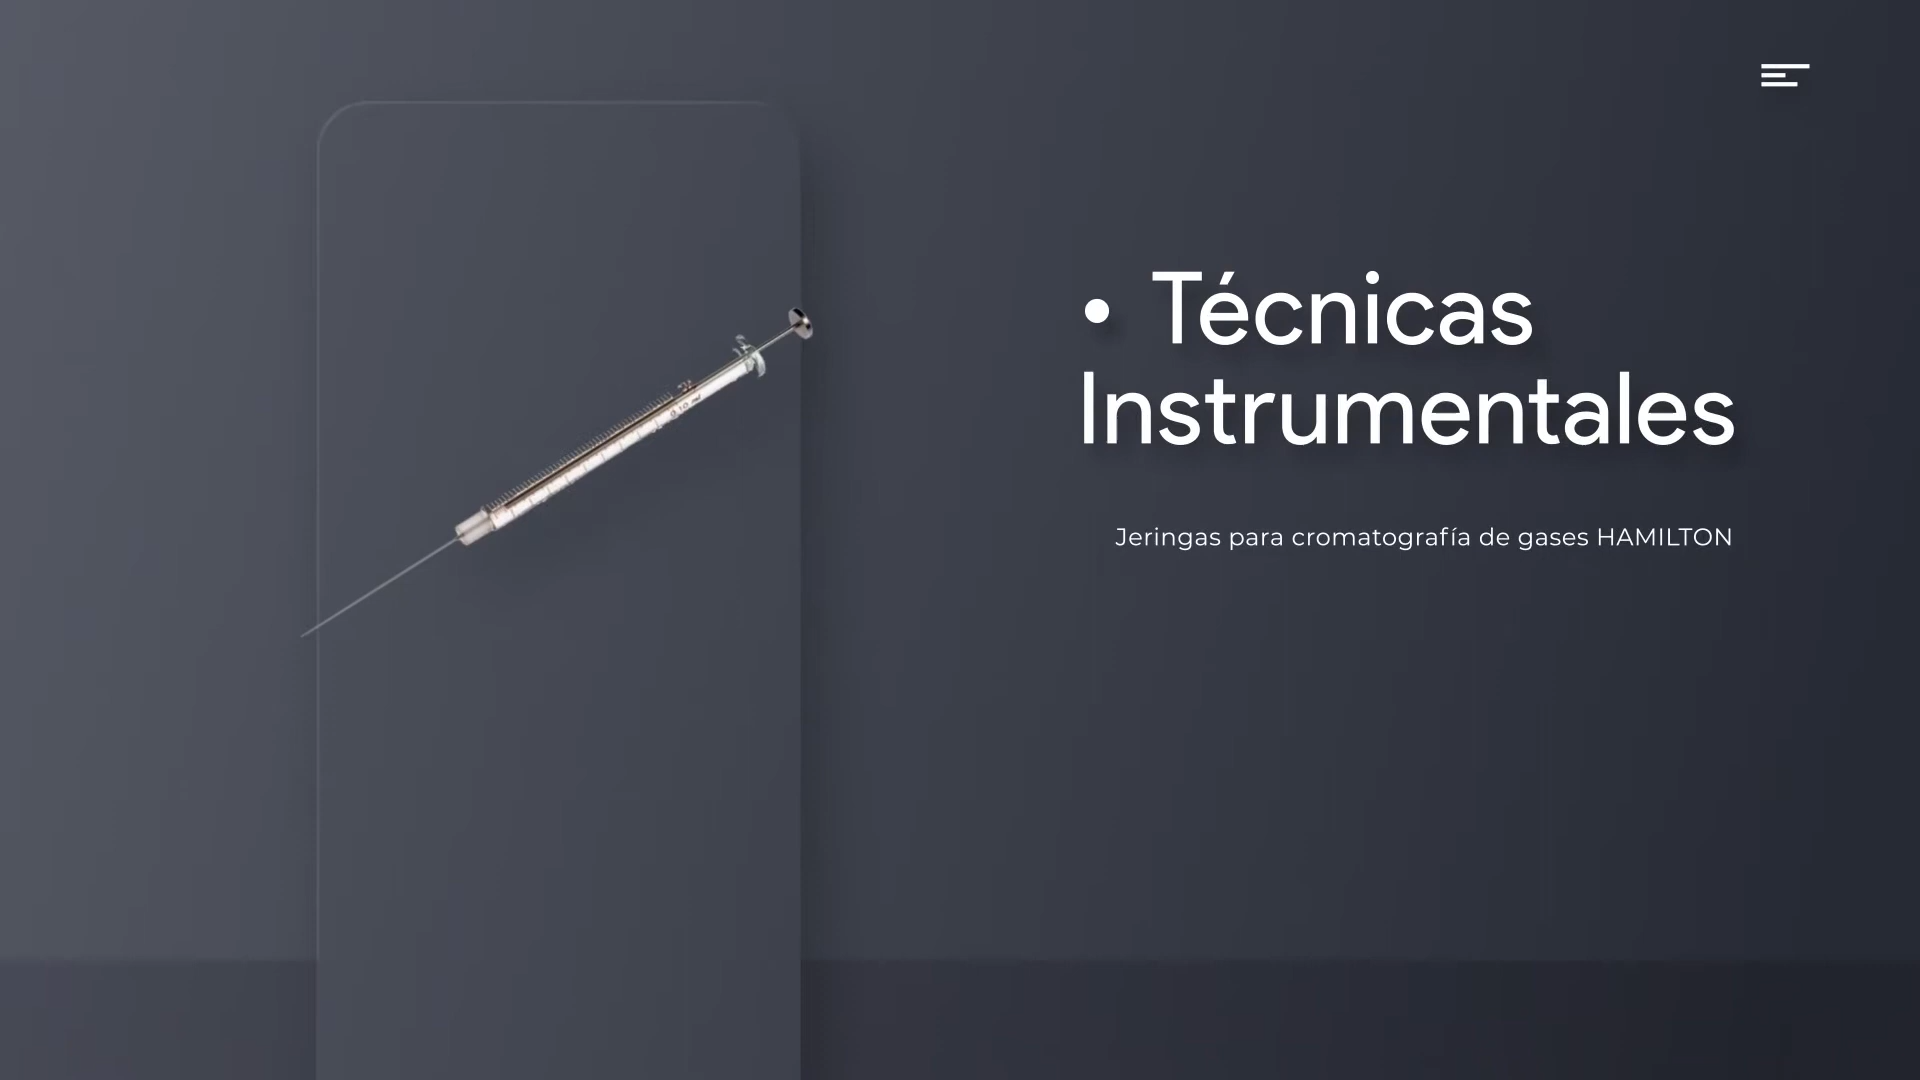 • Técnicas
Instrumentales
Jeringas para cromatografía de gases HAMILTON